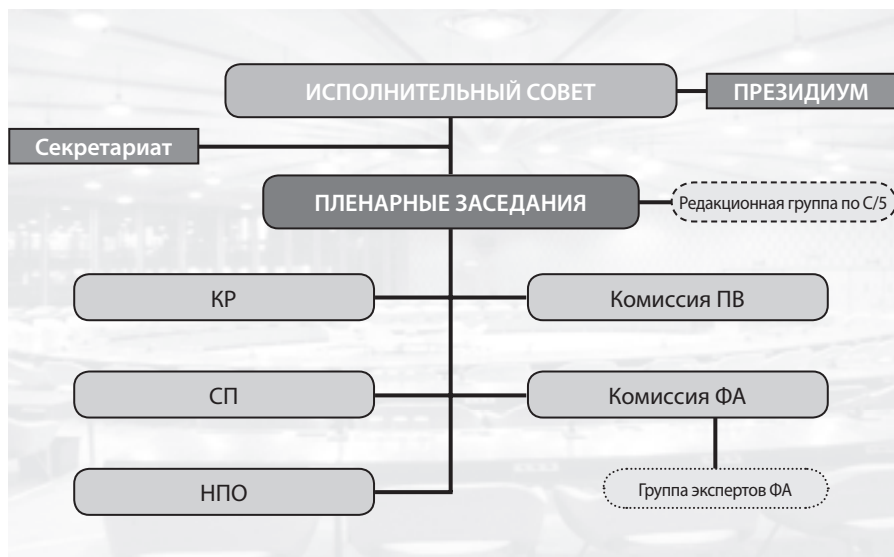 ИСПОЛНИТЕЛЬНЫЙ СОВЕТ
ПРЕЗИДИУМ
Секретариат
ПЛЕНАРНЫЕ ЗАСЕДАНИЯ
Редакционная группа по C/5
КР
Комиссия ПВ
СП
Комиссия ФА
НПО
Группа экспертов ФА